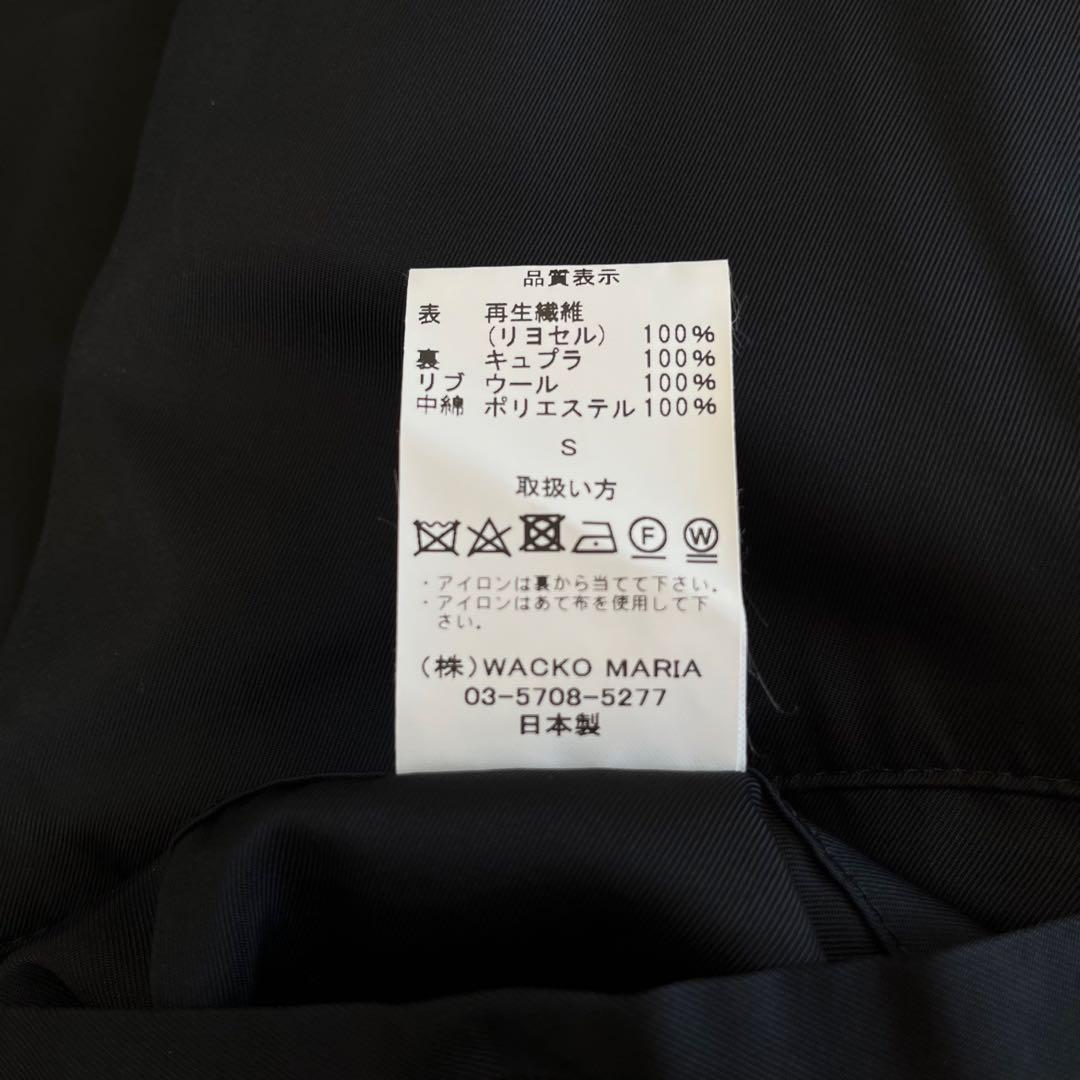 品質表示
表 再生繊維
(リヨセル) 100%
裏 キュプラ 100%
リブ ウール 100%
中綿 ポリエステル 100%
S
取扱い方
F W
・アイロンは裏から当てて下さい。
・アイロンはあて布を使用して下
さい。
(株)WACKO MARIA
03-5708-5277
日本製